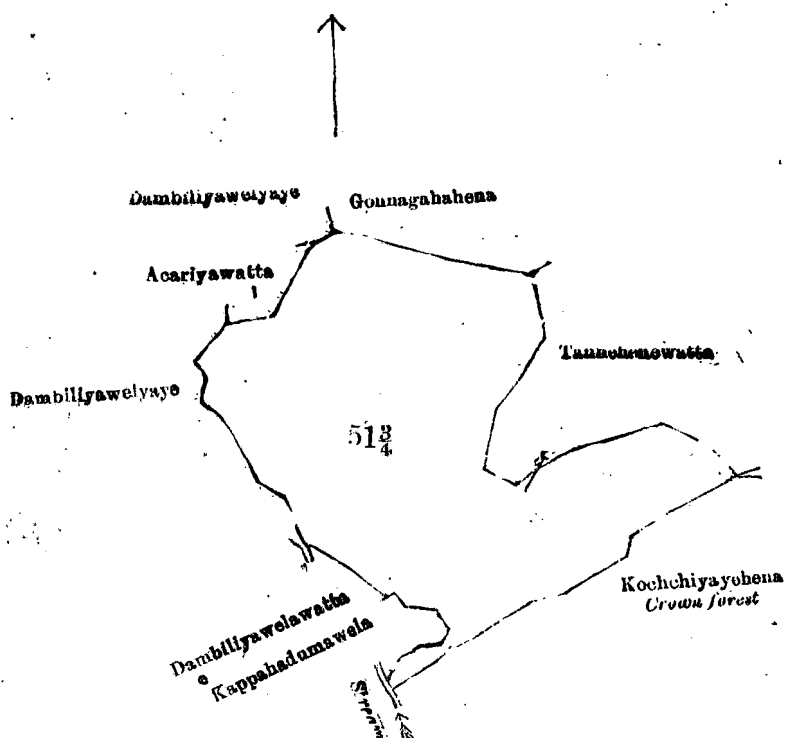 Dambiliyawelyaye
Gonnagahahena
Acariyawatta
Dambiliyawelyaye
51¾
Kochchiyayehena
Crown forest
Dambiliyawelawatta
e
Kappahadumawela